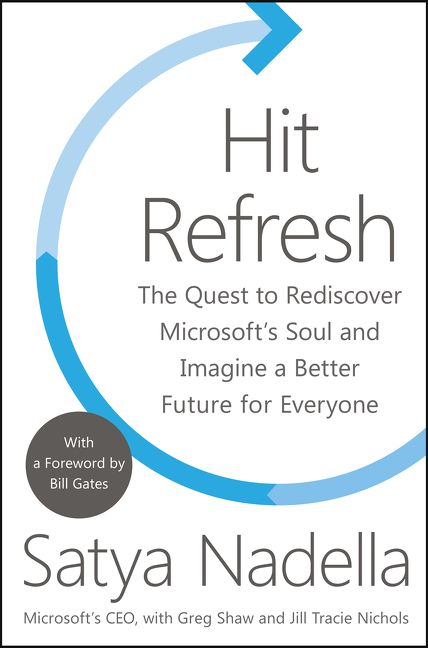 Hit
Refresh
The Quest to Rediscover
Microsoft's Soul and
Imagine a Better
Future for Everyone
With
a Foreword by
Bill Gates
Satya Nadella
Microsoft's CEO, with Greg Shaw and Jill Tracie Nichols